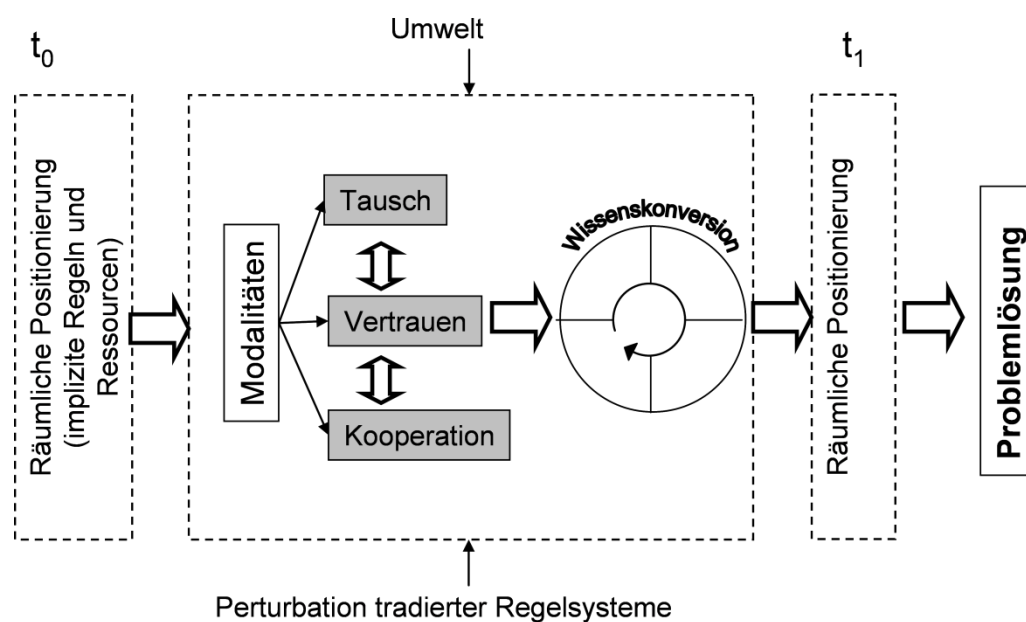 Umwelt
t₀
t₁
Räumliche Positionierung
(implizite Regeln und
Ressourcen)
Modalitäten
Tausch
Vertrauen
Kooperation
Wissenskonversion
Räumliche Positionierung
Problemlösung
Perturbation tradierter Regelsysteme